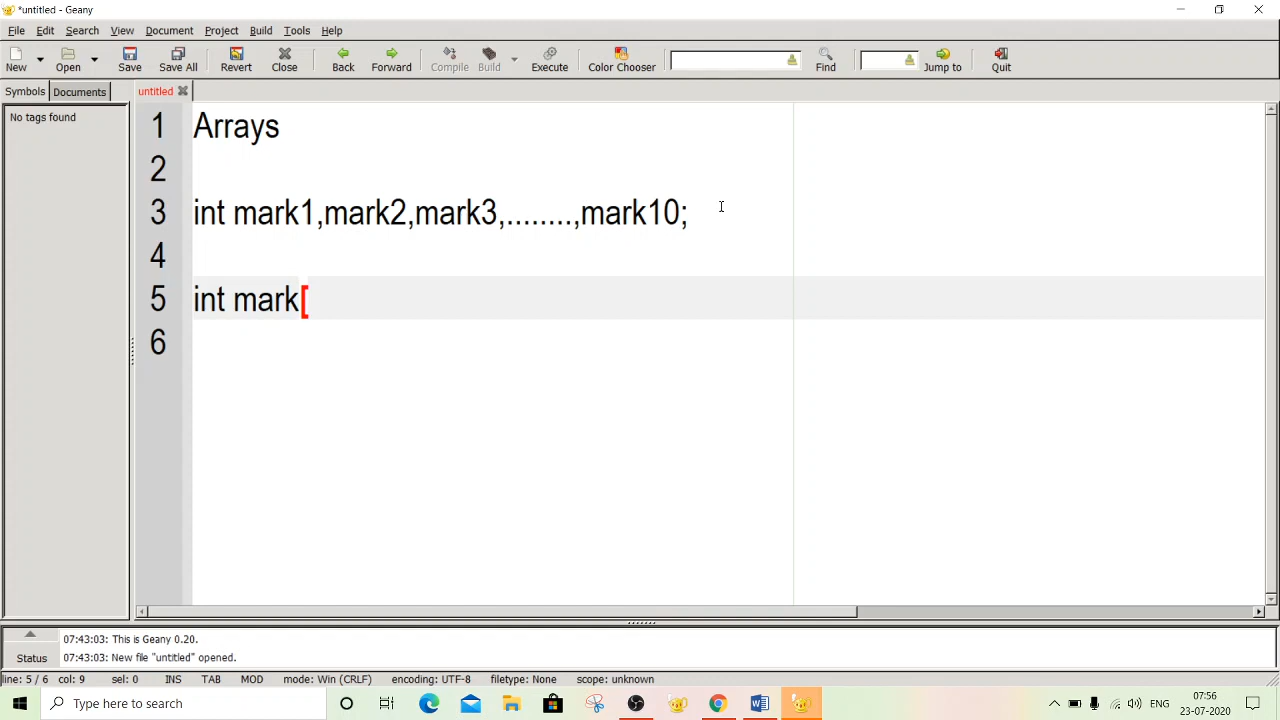 *untitled - Geany
File Edit Search View Document Project Build Tools Help
New Open Save Save All Revert Close Back Forward Compile Build Execute Color Chooser Find Jump to Quit
Symbols Documents untitled
No tags found
1 Arrays
2
3 int mark1,mark2,mark3,........,mark10;
4
5 int mark[
6
07:43:03: This is Geany 0.20.
Status 07:43:03: New file "untitled" opened.
line: 5 / 6 col: 9 sel: 0 INS TAB MOD mode: Win (CRLF) encoding: UTF-8 filetype: None scope: unknown
Type here to search ENG 07:56
23-07-2020